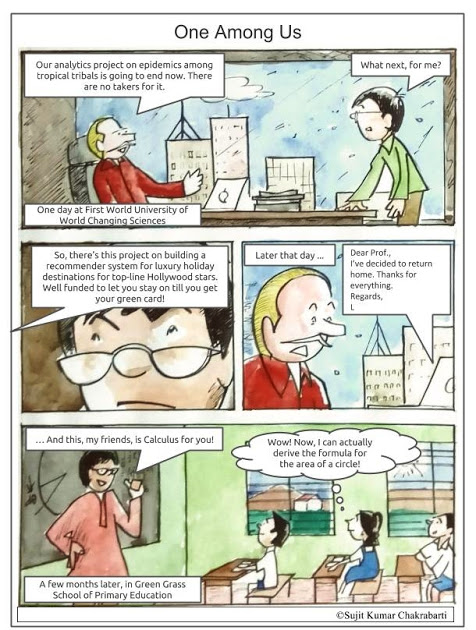 One Among Us
Our analytics project on epidemics among
tropical tribals is going to end now. There
are no takers for it.
What next, for me?
One day at First World University of
World Changing Sciences
So, there's this project on building a
recommender system for luxury holiday
destinations for top-line Hollywood stars.
Well funded to let you stay on till you get
your green card!
Later that day ...
Dear Prof.,
I've decided to return
home. Thanks for
everything.
Regards,
L
... And this, my friends, is Calculus for you!
Wow! Now, I can actually
derive the formula for
the area of a circle!
A few months later, in Green Grass
School of Primary Education
©Sujit Kumar Chakrabarti